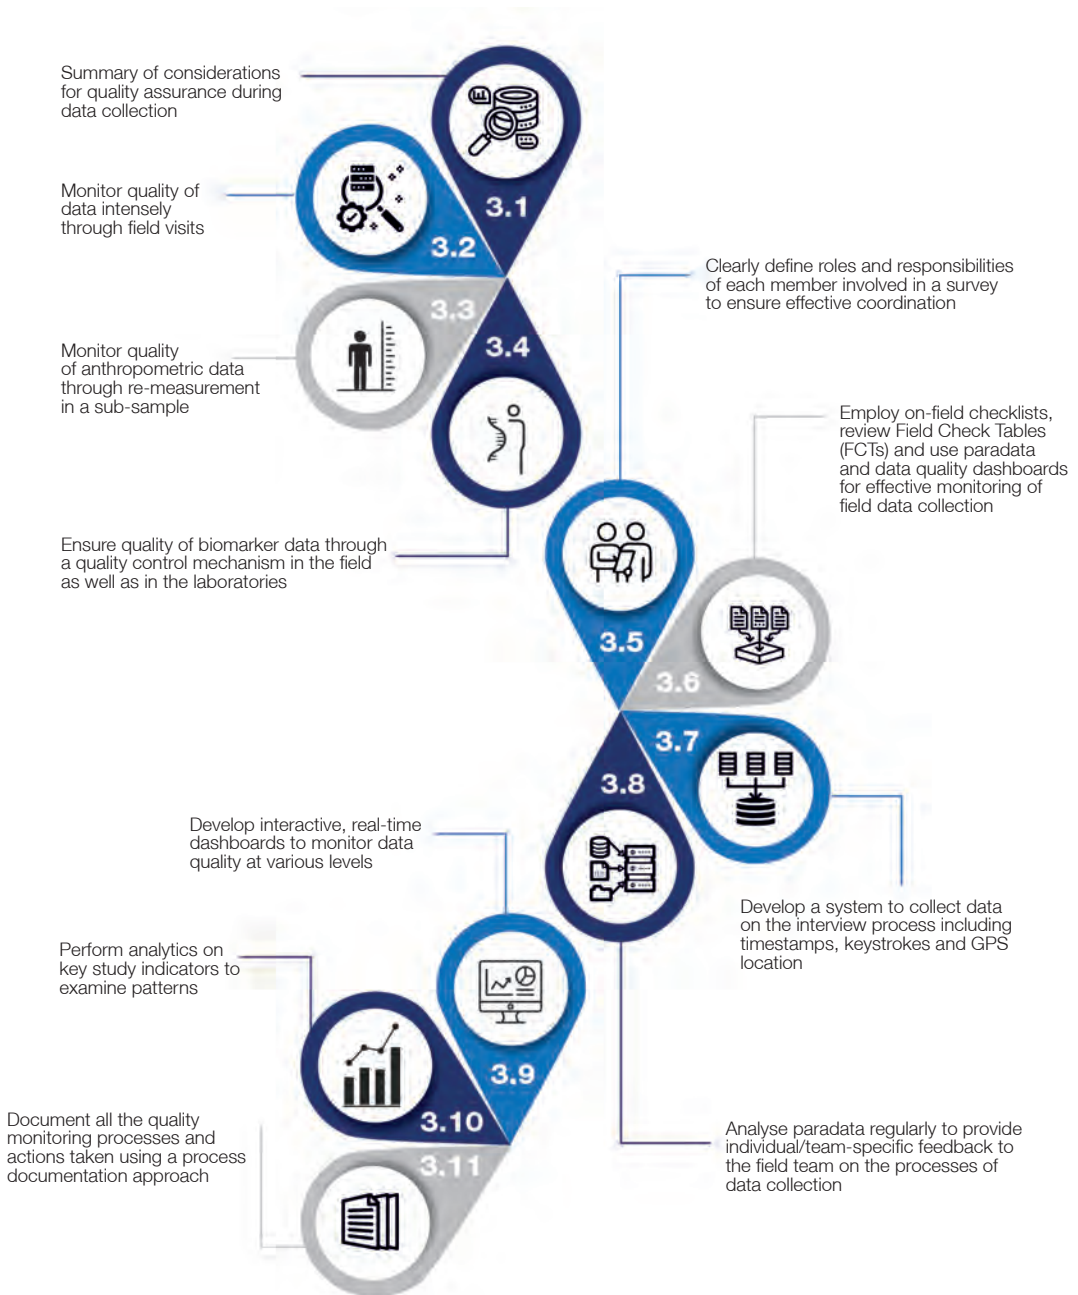 Summary of considerations
for quality assurance during
data collection
3.1
Monitor quality of
data intensely
through field visits
3.2
3.3
Monitor quality
of anthropometric data
through re-measurement
in a sub-sample
3.4
Ensure quality of biomarker data through
a quality control mechanism in the field
as well as in the laboratories
Clearly define roles and responsibilities
of each member involved in a survey
to ensure effective coordination
3.5
Employ on-field checklists,
review Field Check Tables
(FCTs) and use paradata
and data quality dashboards
for effective monitoring of
field data collection
3.6
3.7
Develop a system to collect data
on the interview process including
timestamps, keystrokes and GPS
location
3.8
Analyse paradata regularly to provide
individual/team-specific feedback to
the field team on the processes of
data collection
Develop interactive, real-time
dashboards to monitor data
quality at various levels
3.9
Perform analytics on
key study indicators to
examine patterns
3.10
3.11
Document all the quality
monitoring processes and
actions taken using a process
documentation approach